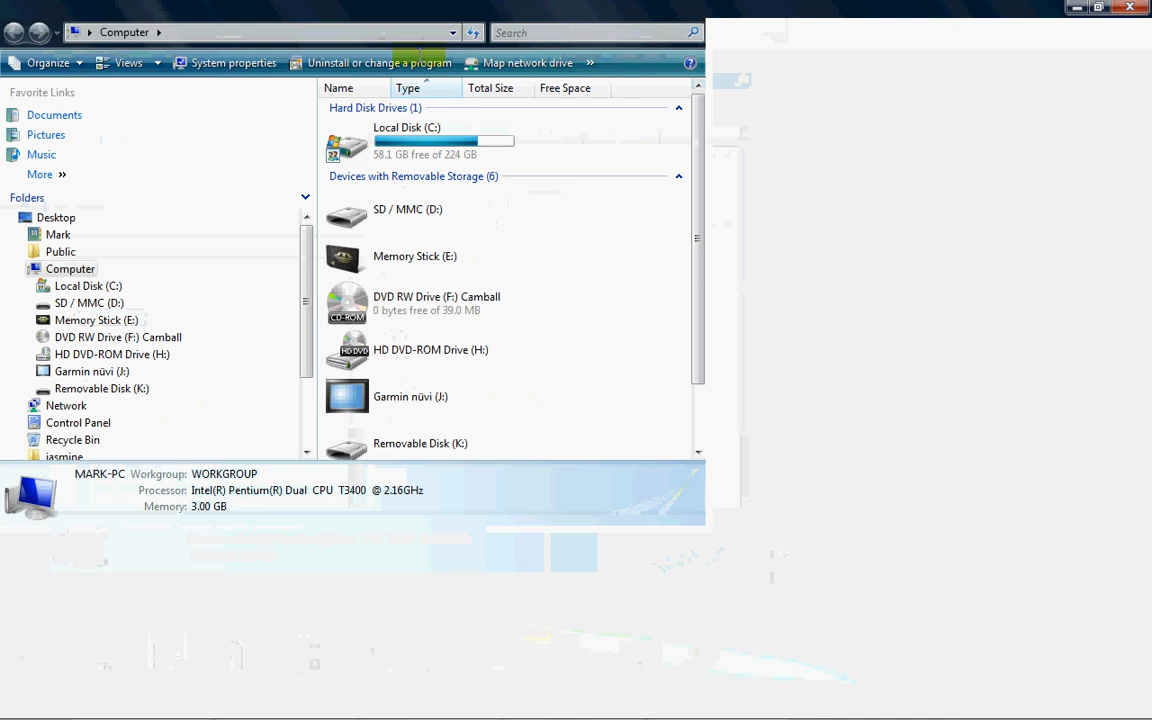 Computer
Search
Organize Views System properties Uninstall or change a program Map network drive »
Favorite Links
Documents
Pictures
Music
More »
Folders
Desktop
Mark
Public
Computer
Local Disk (C:)
SD / MMC (D:)
Memory Stick (E:)
DVD RW Drive (F:) Camball
HD DVD-ROM Drive (H:)
Garmin nüvi (J:)
Removable Disk (K:)
Network
Control Panel
Recycle Bin
jasmine
Name Type Total Size Free Space
Hard Disk Drives (1)
Local Disk (C:)
58.1 GB free of 224 GB
Devices with Removable Storage (6)
SD / MMC (D:)
Memory Stick (E:)
DVD RW Drive (F:) Camball
0 bytes free of 39.0 MB
CD-ROM
HD DVD-ROM Drive (H:)
HD DVD
Garmin nüvi (J:)
Removable Disk (K:)
MARK-PC Workgroup: WORKGROUP
Processor: Intel(R) Pentium(R) Dual CPU T3400 @ 2.16GHz
Memory: 3.00 GB